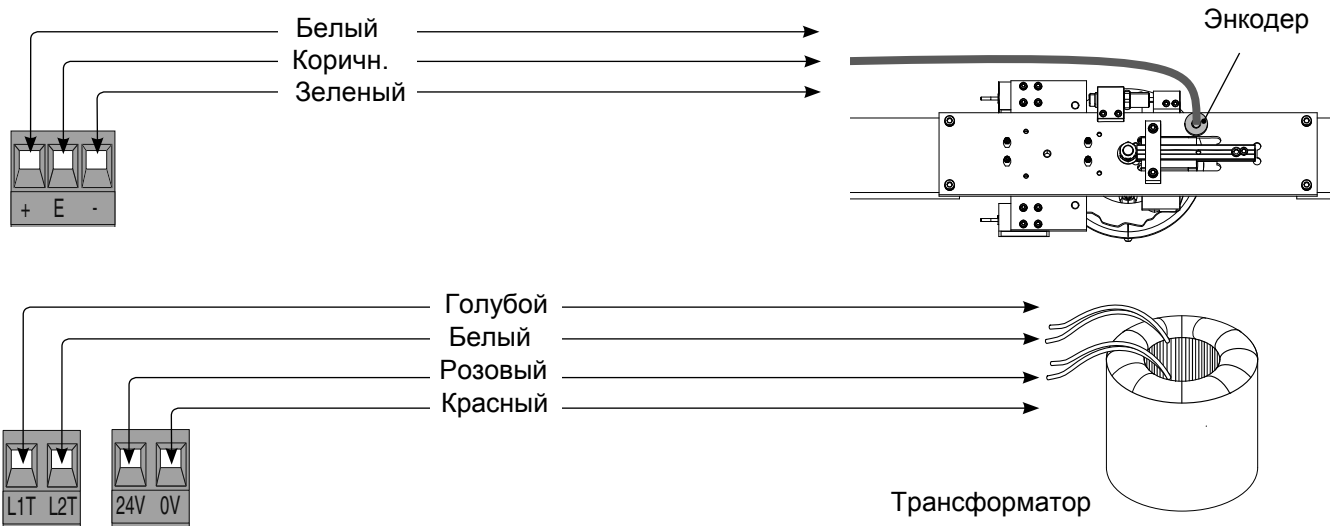 Белый
Энкодер
Коричн.
Зеленый
+ E -
Голубой
Белый
Розовый
Красный
L1T L2T 24V 0V
Трансформатор